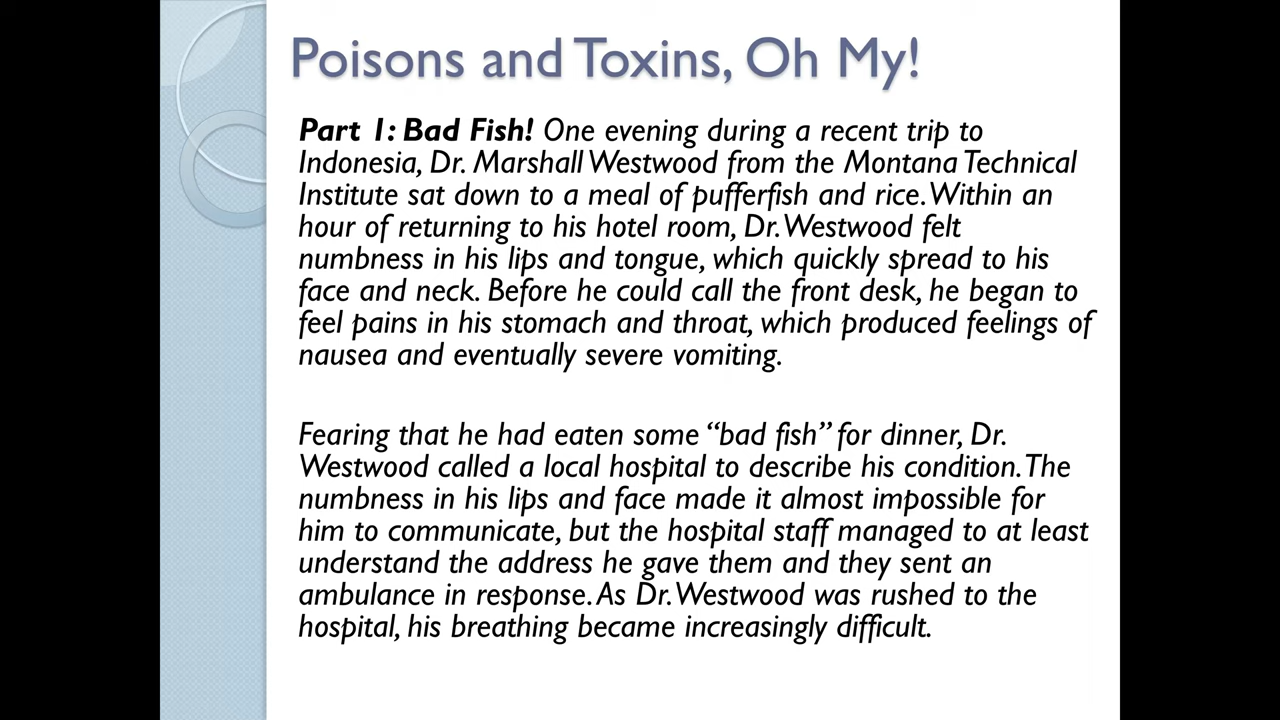 Poisons and Toxins, Oh My!
Part 1: Bad Fish! One evening during a recent trip to
Indonesia, Dr. Marshall Westwood from the Montana Technical
Institute sat down to a meal of pufferfish and rice. Within an
hour of returning to his hotel room, Dr. Westwood felt
numbness in his lips and tongue, which quickly spread to his
face and neck. Before he could call the front desk, he began to
feel pains in his stomach and throat, which produced feelings of
nausea and eventually severe vomiting.
Fearing that he had eaten some “bad fish” for dinner, Dr.
Westwood called a local hospital to describe his condition. The
numbness in his lips and face made it almost impossible for
him to communicate, but the hospital staff managed to at least
understand the address he gave them and they sent an
ambulance in response. As Dr. Westwood was rushed to the
hospital, his breathing became increasingly difficult.